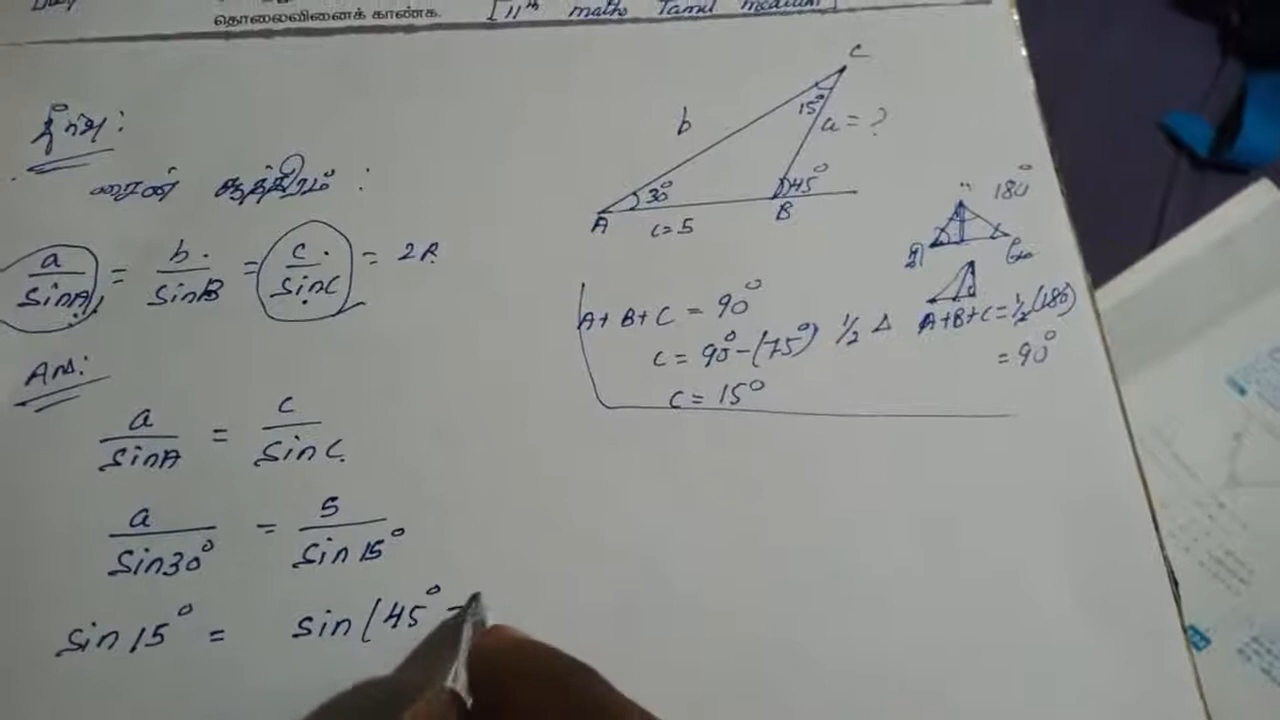 தொலைவினைக் காண்க. [11th maths Tamil medium]
தீர்வு:
சைன் சூத்திரம் :
a/sinA = b/sinB = c/sinC = 2R
Ans:
a/sinA = c/sinC
a/sin30° = 5/sin15°
sin15° = sin(45° -
C
15°
b
a = ?
30°
45°
A
c=5
B
180°
A+B+C = 90°
C = 90°-(75°)
C = 15°
1/2 Δ A+B+C = 1/2(180)
= 90°